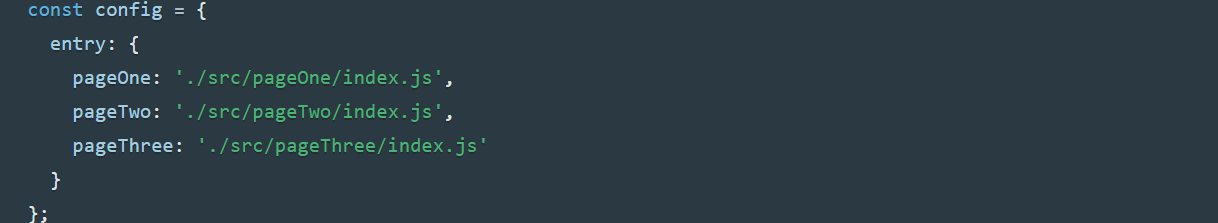 const config = {
  entry: {
    pageOne: './src/pageOne/index.js',
    pageTwo: './src/pageTwo/index.js',
    pageThree: './src/pageThree/index.js'
  }
};